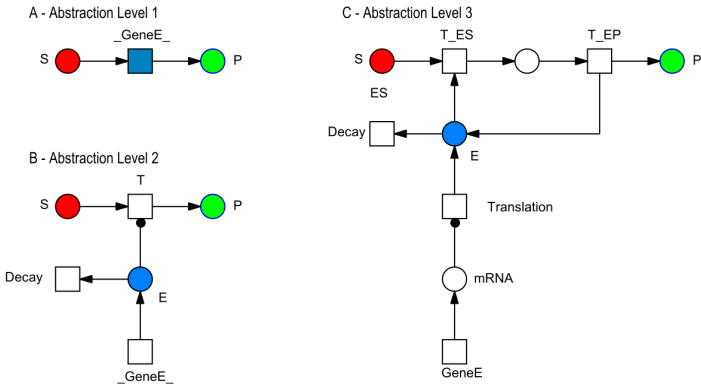 A - Abstraction Level 1
_GeneE_
S
P
B - Abstraction Level 2
T
S
P
Decay
E
_GeneE_
C - Abstraction Level 3
T_ES
T_EP
S
P
ES
Decay
E
Translation
mRNA
GeneE